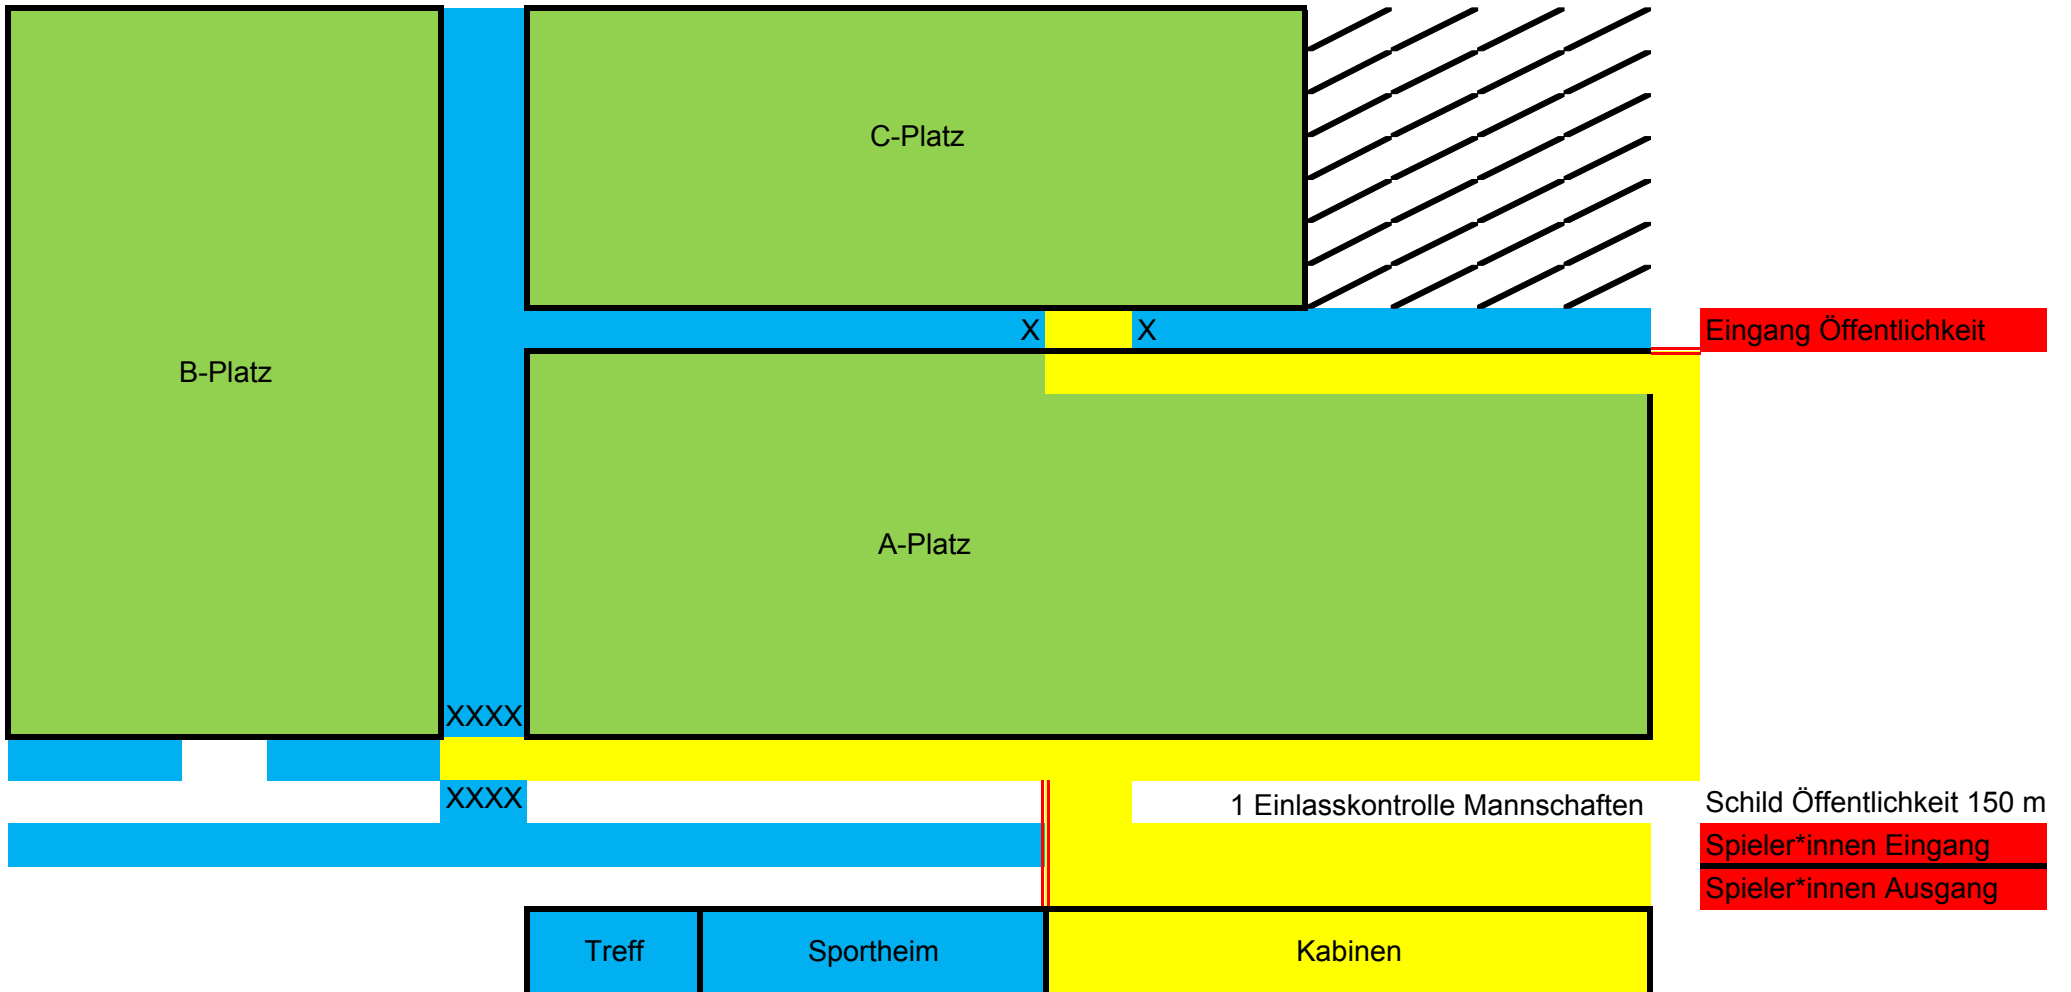 C-Platz
X
X
Eingang Öffentlichkeit
B-Platz
A-Platz
XXXX
XXXX
1 Einlasskontrolle Mannschaften
Schild Öffentlichkeit 150 m
Spieler*innen Eingang
Spieler*innen Ausgang
Treff
Sportheim
Kabinen